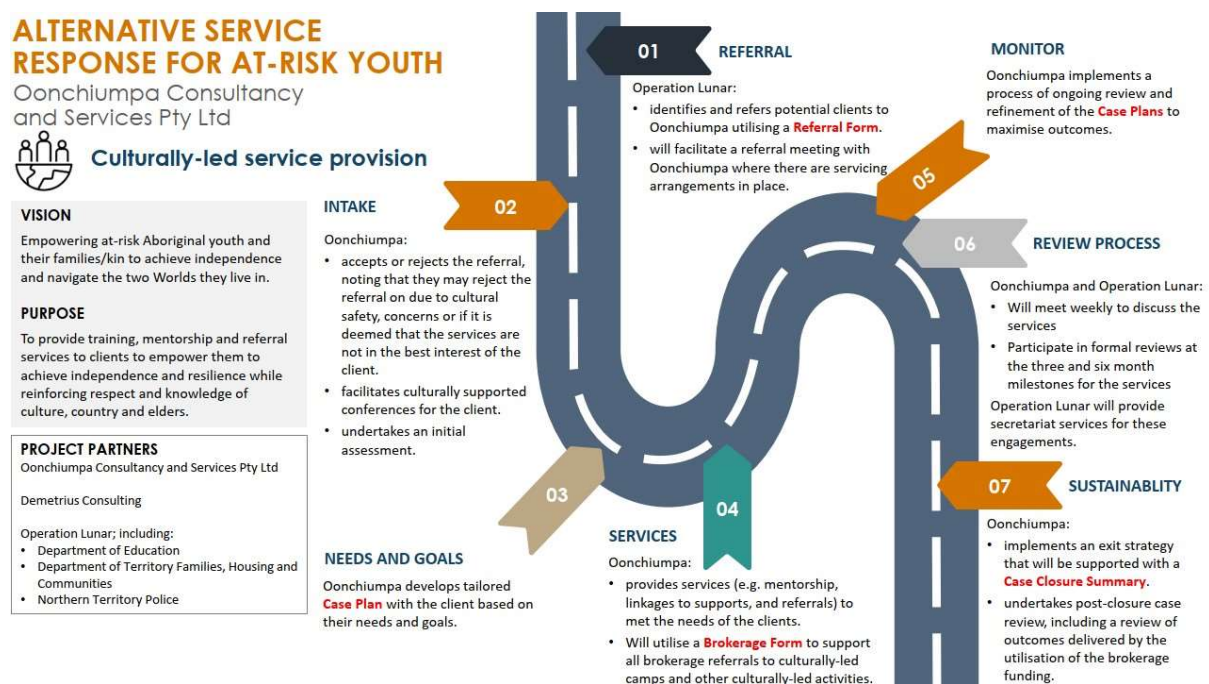 ALTERNATIVE SERVICE
RESPONSE FOR AT-RISK YOUTH
Oonchiumpa Consultancy
and Services Pty Ltd
Culturally-led service provision
VISION
Empowering at-risk Aboriginal youth and
their families/kin to achieve independence
and navigate the two Worlds they live in.
PURPOSE
To provide training, mentorship and referral
services to clients to empower them to
achieve independence and resilience while
reinforcing respect and knowledge of
culture, country and elders.
PROJECT PARTNERS
Oonchiumpa Consultancy and Services Pty Ltd
Demetrius Consulting
Operation Lunar; including:
• Department of Education
• Department of Territory Families, Housing and
Communities
• Northern Territory Police
01
REFERRAL
Operation Lunar:
• identifies and refers potential clients to
Oonchiumpa utilising a Referral Form.
• will facilitate a referral meeting with
Oonchiumpa where there are servicing
arrangements in place.
02
INTAKE
Oonchiumpa:
• accepts or rejects the referral,
noting that they may reject the
referral on due to cultural
safety, concerns or if it is
deemed that the services are
not in the best interest of the
client.
• facilitates culturally supported
conferences for the client.
• undertakes an initial
assessment.
03
NEEDS AND GOALS
Oonchiumpa develops tailored
Case Plan with the client based on
their needs and goals.
04
SERVICES
Oonchiumpa:
• provides services (e.g. mentorship,
linkages to supports, and referrals) to
met the needs of the clients.
• Will utilise a Brokerage Form to support
all brokerage referrals to culturally-led
camps and other culturally-led activities.
MONITOR
Oonchiumpa implements a
process of ongoing review and
refinement of the Case Plans to
maximise outcomes.
05
06
REVIEW PROCESS
Oonchiumpa and Operation Lunar:
• Will meet weekly to discuss the
services
• Participate in formal reviews at
the three and six month
milestones for the services
Operation Lunar will provide
secretariat services for these
engagements.
07
SUSTAINABLITY
Oonchiumpa:
• implements an exit strategy
that will be supported with a
Case Closure Summary.
• undertakes post-closure case
review, including a review of
outcomes delivered by the
utilisation of the brokerage
funding.